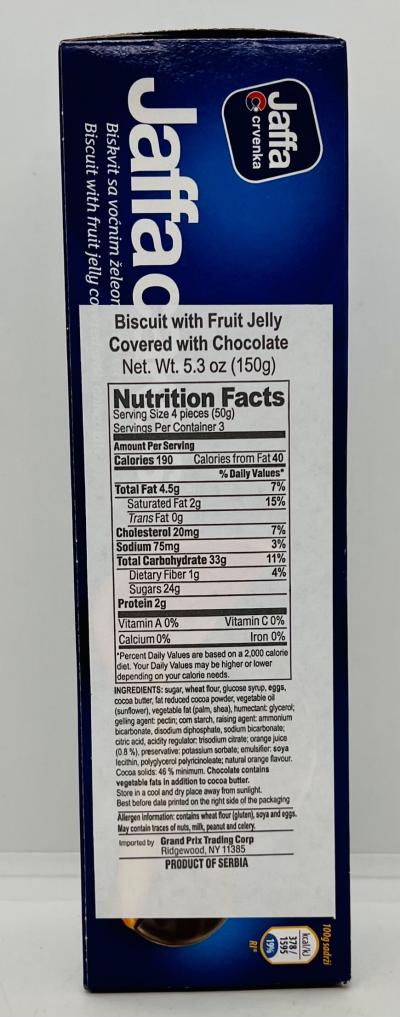 Jaffa
crvenka
Jaffa
Biskvit sa voćnim
Biscuit with fruit jelly
Biscuit with Fruit Jelly
Covered with Chocolate
Net. Wt. 5.3 oz (150g)
Nutrition Facts
Serving Size 4 pieces (50g)
Servings Per Container 3
Amount Per Serving
Calories 190 Calories from Fat 40
% Daily Values*
Total Fat 4.5g 7%
Saturated Fat 2g 15%
Trans Fat 0g
Cholesterol 20mg 7%
Sodium 75mg 3%
Total Carbohydrate 33g 11%
Dietary Fiber 1g 4%
Sugars 24g
Protein 2g
Vitamin A 0% Vitamin C 0%
Calcium 0% Iron 0%
*Percent Daily Values are based on a 2,000 calorie
diet. Your Daily Values may be higher or lower
depending on your calorie needs.
INGREDIENTS: sugar, wheat flour, glucose syrup, eggs,
cocoa butter, fat reduced cocoa powder, vegetable oil
(sunflower), vegetable fat (palm, shea), humectant: glycerol;
gelling agent: pectin; corn starch, raising agent: ammonium
bicarbonate, disodium diphosphate, sodium bicarbonate;
citric acid, acidity regulator: trisodium citrate; orange juice
(0.8 %), preservative: potassium sorbate; emulsifier: soya
lecithin, polyglycerol polyricinoleate; natural orange flavour.
Cocoa solids: 46 % minimum. Chocolate contains
vegetable fats in addition to cocoa butter.
Store in a cool and dry place away from sunlight.
Best before date printed on the right side of the packaging
Allergen information: contains wheat flour (gluten), soya and eggs.
May contain traces of nuts, milk, peanut and celery.
Imported by Grand Prix Trading Corp
Ridgewood, NY 11385
PRODUCT OF SERBIA
100g sadrži
kcal/kJ
378 /
1595
19%
RI*